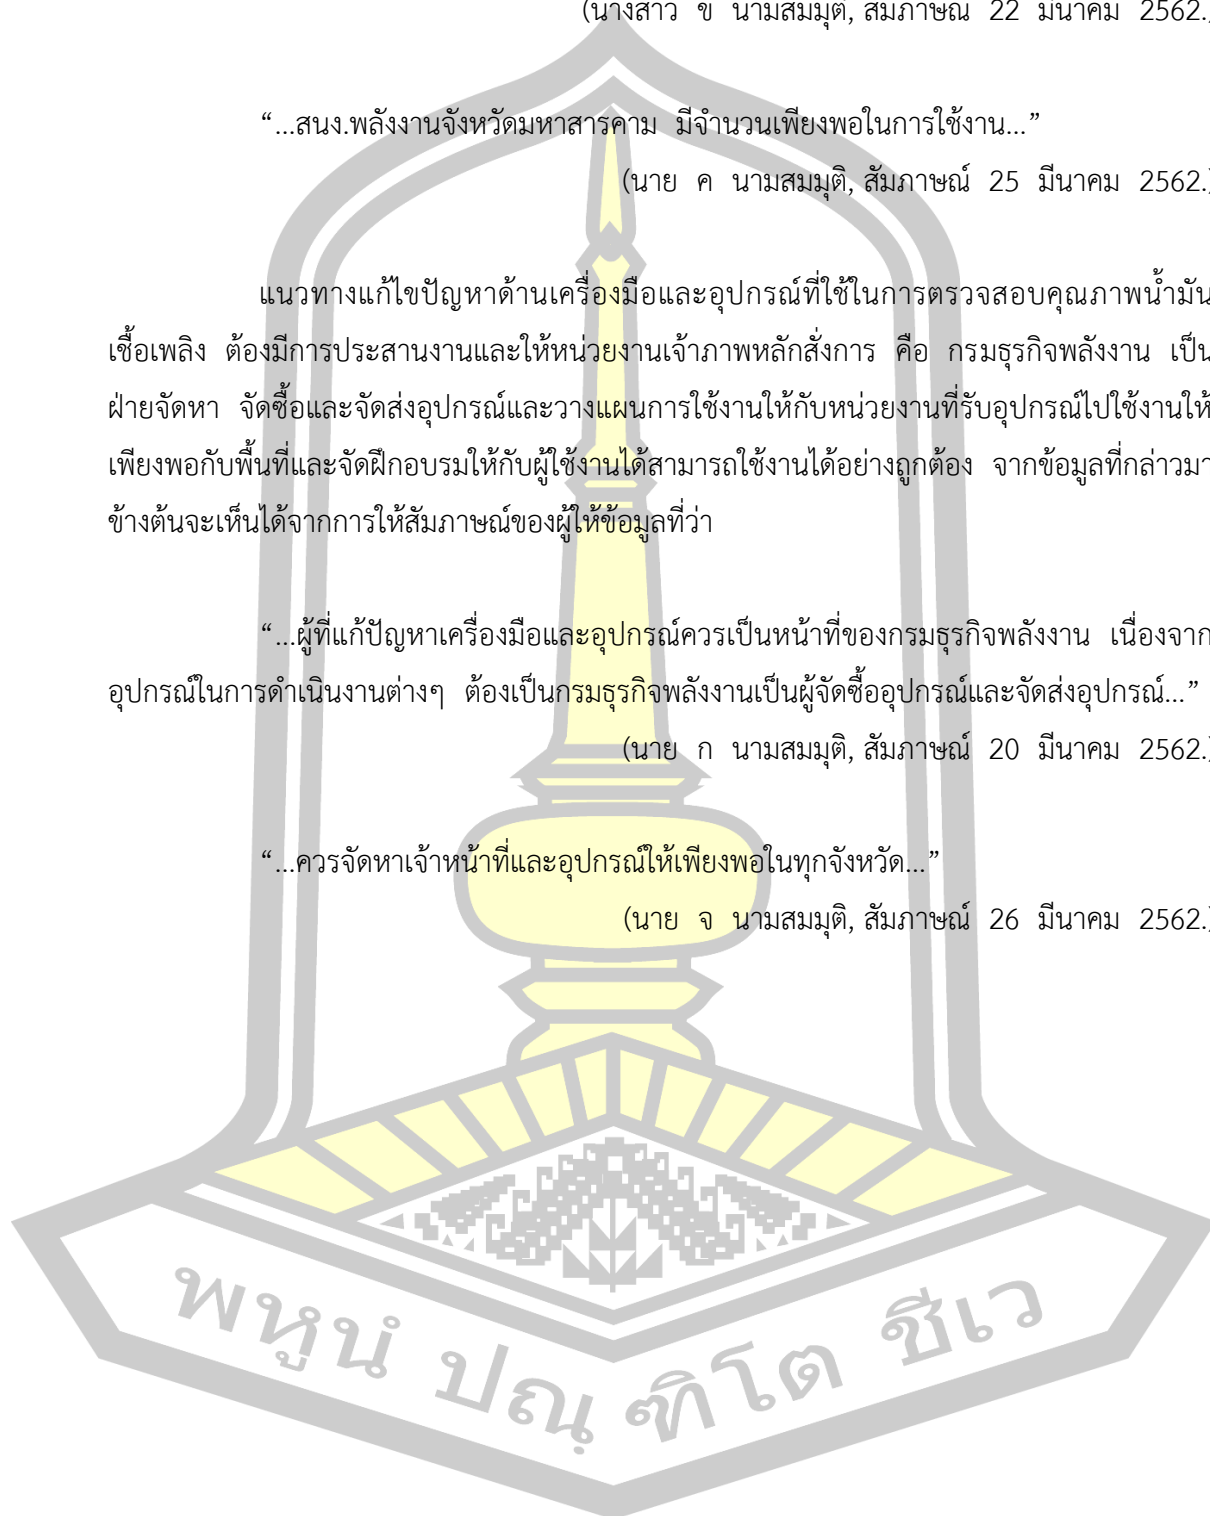 (นางสาว ข นามสมมุติ, สัมภาษณ์ 22 มีนาคม 2562.)
“...สนง.พลังงานจังหวัดมหาสารคาม มีจำนวนเพียงพอในการใช้งาน...”
(นาย ค นามสมมุติ, สัมภาษณ์ 25 มีนาคม 2562.)
แนวทางแก้ไขปัญหาด้านเครื่องมือและอุปกรณ์ที่ใช้ในการตรวจสอบคุณภาพน้ำมัน
เชื้อเพลิง ต้องมีการประสานงานและให้หน่วยงานเจ้าภาพหลักสั่งการ คือ กรมธุรกิจพลังงาน เป็น
ฝ่ายจัดหา จัดซื้อและจัดส่งอุปกรณ์และวางแผนการใช้งานให้กับหน่วยงานที่รับอุปกรณ์ไปใช้งานให้
เพียงพอกับพื้นที่และจัดฝึกอบรมให้กับผู้ใช้งานได้สามารถใช้งานได้อย่างถูกต้อง จากข้อมูลที่กล่าวมา
ข้างต้นจะเห็นได้จากการให้สัมภาษณ์ของผู้ให้ข้อมูลที่ว่า
“...ผู้ที่แก้ปัญหาเครื่องมือและอุปกรณ์ควรเป็นหน้าที่ของกรมธุรกิจพลังงาน เนื่องจาก
อุปกรณ์ในการดำเนินงานต่างๆ ต้องเป็นกรมธุรกิจพลังงานเป็นผู้จัดซื้ออุปกรณ์และจัดส่งอุปกรณ์...”
(นาย ก นามสมมุติ, สัมภาษณ์ 20 มีนาคม 2562.)
“...ควรจัดหาเจ้าหน้าที่และอุปกรณ์ให้เพียงพอในทุกจังหวัด...”
(นาย จ นามสมมุติ, สัมภาษณ์ 26 มีนาคม 2562.)
พหูนํ ปณฺฑิโต ชีเว